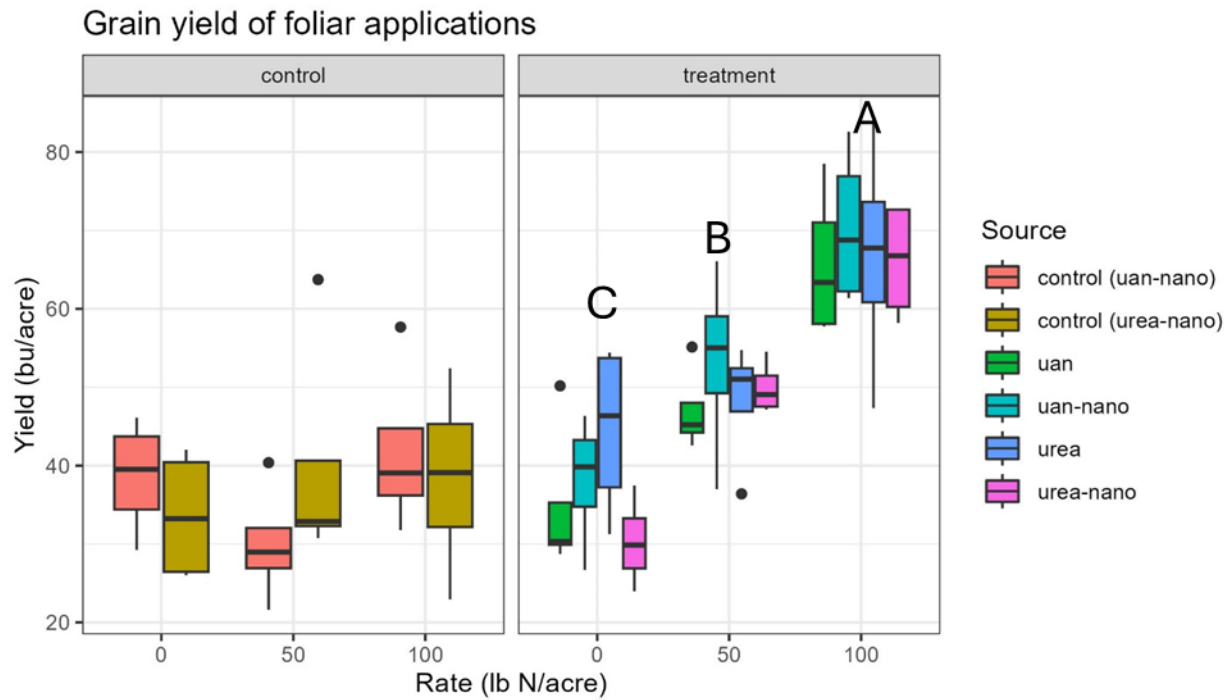 Grain yield of foliar applications
control
treatment
A
80
B
Source
C
60
control (uan-nano)
control (urea-nano)
uan
uan-nano
urea
urea-nano
40
20
Yield (bu/acre)
0 50 100
0 50 100
Rate (lb N/acre)